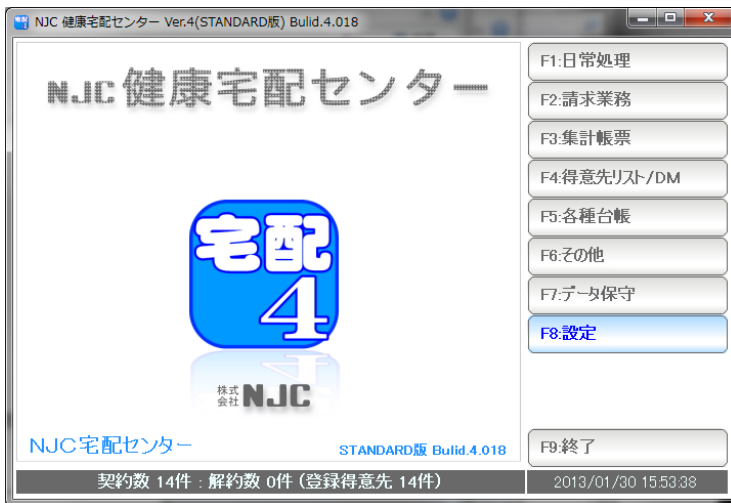 NJC 健康宅配センター Ver.4(STANDARD版) Bulid.4.018
NJC 健康宅配センター
宅配
4
株式会社 NJC
NJC宅配センター
STANDARD版 Bulid.4.018
F1:日常処理
F2:請求業務
F3:集計帳票
F4:得意先リスト/DM
F5:各種台帳
F6:その他
F7:データ保守
F8:設定
F9:終了
契約数 14件 : 解約数 0件 (登録得意先 14件)
2013/01/30 15:53:38